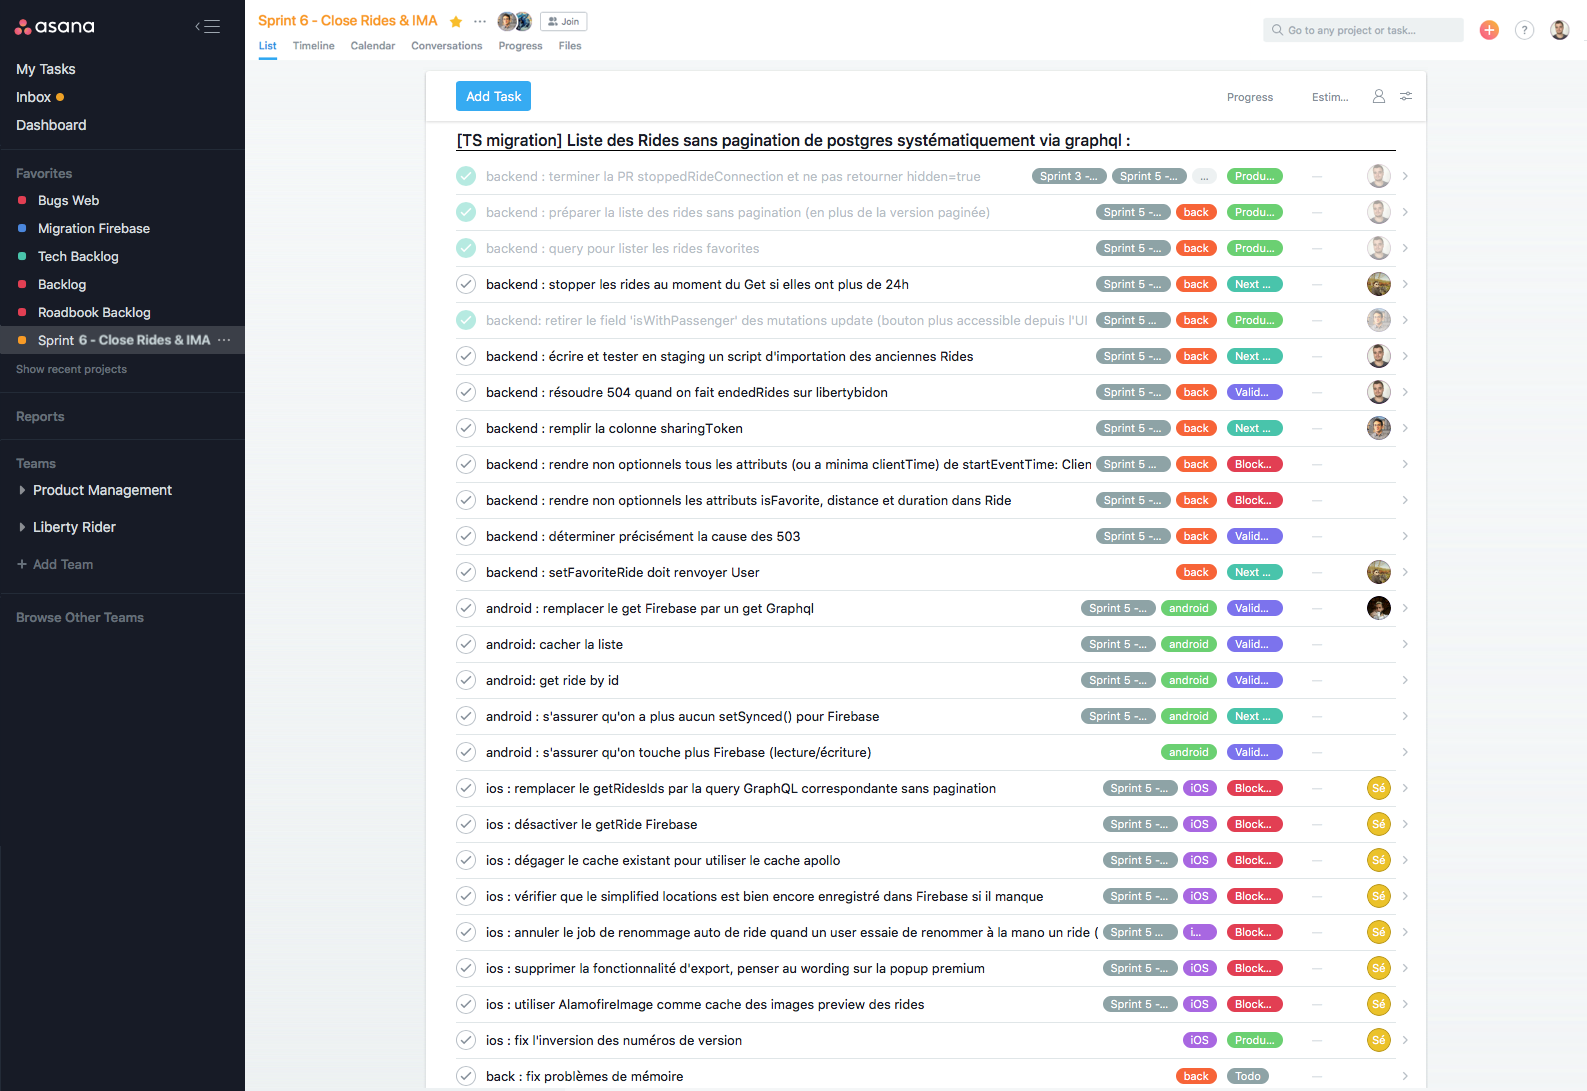 asana
My Tasks
Inbox
Dashboard
Favorites
Bugs Web
Migration Firebase
Tech Backlog
Backlog
Roadbook Backlog
Sprint 6 - Close Rides & IMA ...
Show recent projects
Reports
Teams
Product Management
Liberty Rider
+ Add Team
Browse Other Teams
Sprint 6 - Close Rides & IMA ... Join
List Timeline Calendar Conversations Progress Files
Go to any project or task...
+ ?
Add Task Progress Estim...
[TS migration] Liste des Rides sans pagination de postgres systématiquement via graphql :
backend : terminer la PR stoppedRideConnection et ne pas retourner hidden=true Sprint 3 -... Sprint 5 -... ... Produ... —
backend : préparer la liste des rides sans pagination (en plus de la version paginée) Sprint 5 -... back Produ... —
backend : query pour lister les rides favorites Sprint 5 -... back Produ... —
backend : stopper les rides au moment du Get si elles ont plus de 24h Sprint 5 -... back Next ... —
backend: retirer le field 'isWithPassenger' des mutations update (bouton plus accessible depuis l'UI Sprint 5 ... back Produ... —
backend : écrire et tester en staging un script d'importation des anciennes Rides Sprint 5 -... back Next ... —
backend : résoudre 504 quand on fait endedRides sur libertybidon Sprint 5 -... back Valid... —
backend : remplir la colonne sharingToken Sprint 5 -... back Next ... —
backend : rendre non optionnels tous les attributs (ou a minima clientTime) de startEventTime: Clien Sprint 5 ... back Block... —
backend : rendre non optionnels les attributs isFavorite, distance et duration dans Ride Sprint 5 -... back Block... —
backend : déterminer précisément la cause des 503 Sprint 5 -... back Valid... —
backend : setFavoriteRide doit renvoyer User back Next ... —
android : remplacer le get Firebase par un get Graphql Sprint 5 -... android Valid... —
android: cacher la liste Sprint 5 -... android Valid... —
android: get ride by id Sprint 5 -... android Valid... —
android : s'assurer qu'on a plus aucun setSynced() pour Firebase Sprint 5 -... android Next ... —
android : s'assurer qu'on touche plus Firebase (lecture/écriture) android Valid... —
ios : remplacer le getRidesIds par la query GraphQL correspondante sans pagination Sprint 5 -... iOS Block... — Sé
ios : désactiver le getRide Firebase Sprint 5 -... iOS Block... — Sé
ios : dégager le cache existant pour utiliser le cache apollo Sprint 5 -... iOS Block... — Sé
ios : vérifier que le simplified locations est bien encore enregistré dans Firebase si il manque Sprint 5 -... iOS Block... — Sé
ios : annuler le job de renommage auto de ride quand un user essaie de renommer à la mano un ride ( Sprint 5 ... i... Block... — Sé
ios : supprimer la fonctionnalité d'export, penser au wording sur la popup premium Sprint 5 -... iOS Block... — Sé
ios : utiliser AlamofireImage comme cache des images preview des rides Sprint 5 -... iOS Block... — Sé
ios : fix l'inversion des numéros de version iOS Produ... — Sé
back : fix problèmes de mémoire back Todo —